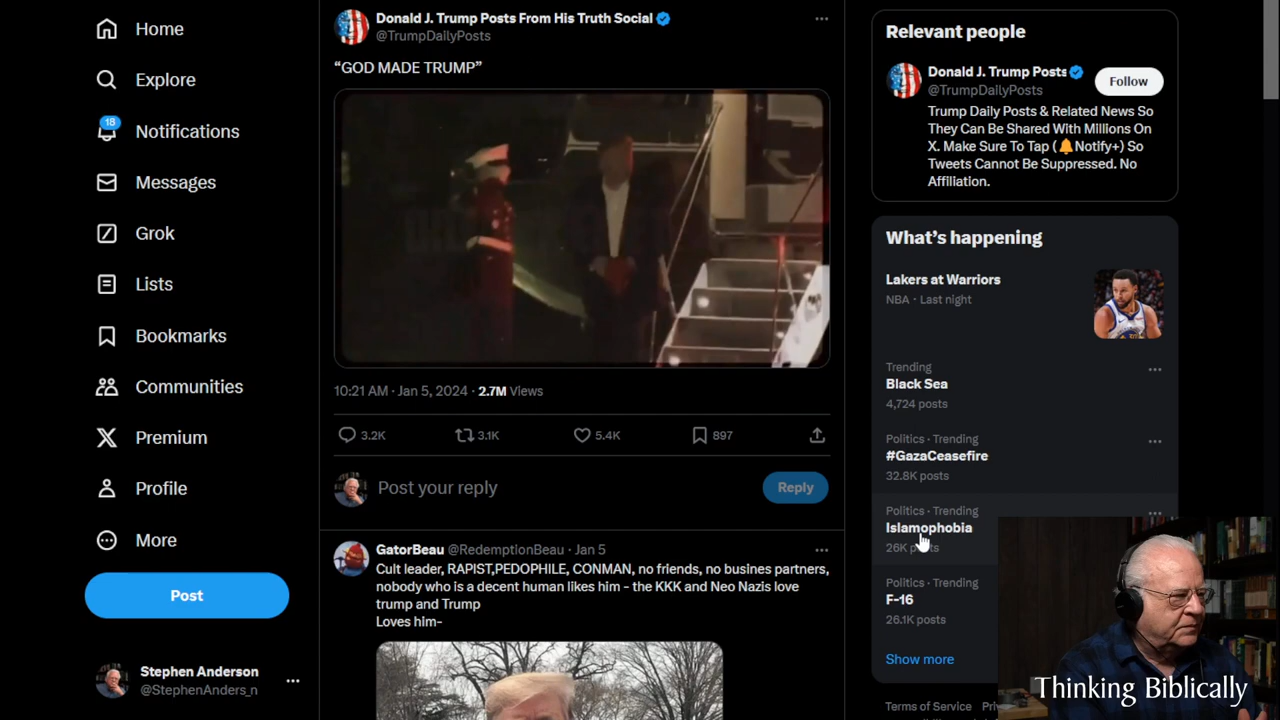 Home
Explore
18
Notifications
Messages
Grok
Lists
Bookmarks
Communities
Premium
Profile
More
Post
Stephen Anderson
@StephenAnders_n
Donald J. Trump Posts From His Truth Social
@TrumpDailyPosts
“GOD MADE TRUMP”
10:21 AM · Jan 5, 2024 · 2.7M Views
3.2K 3.1K 5.4K 897
Post your reply
Reply
GatorBeau @RedemptionBeau · Jan 5
Cult leader, RAPIST,PEDOPHILE, CONMAN, no friends, no busines partners,
nobody who is a decent human likes him - the KKK and Neo Nazis love
trump and Trump
Loves him-
Relevant people
Donald J. Trump Posts
@TrumpDailyPosts
Follow
Trump Daily Posts & Related News So
They Can Be Shared With Millions On
X. Make Sure To Tap (🔔Notify+) So
Tweets Cannot Be Suppressed. No
Affiliation.
What’s happening
Lakers at Warriors
NBA · Last night
Trending
Black Sea
4,724 posts
Politics · Trending
#GazaCeasefire
32.8K posts
Politics · Trending
Islamophobia
26K posts
Politics · Trending
F-16
26.1K posts
Show more
Terms of Service
Thinking Biblically